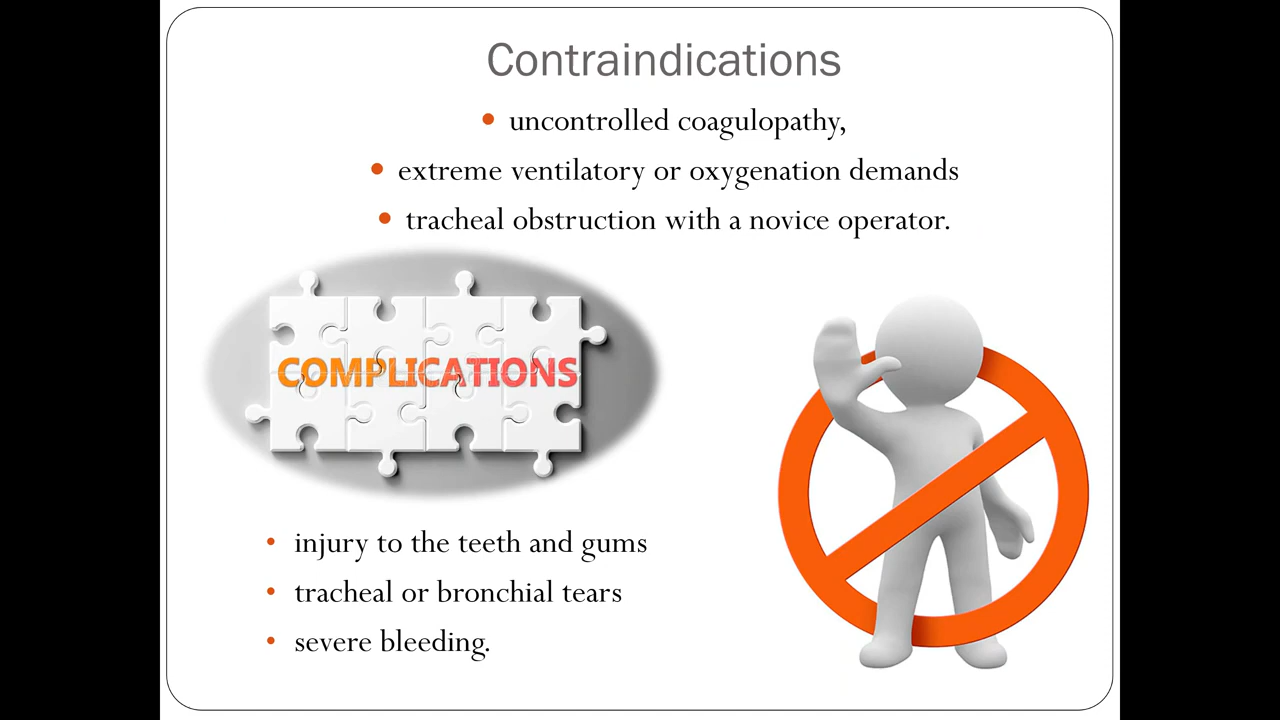 Contraindications
• uncontrolled coagulopathy,
• extreme ventilatory or oxygenation demands
• tracheal obstruction with a novice operator.
COMPLICATIONS
• injury to the teeth and gums
• tracheal or bronchial tears
• severe bleeding.